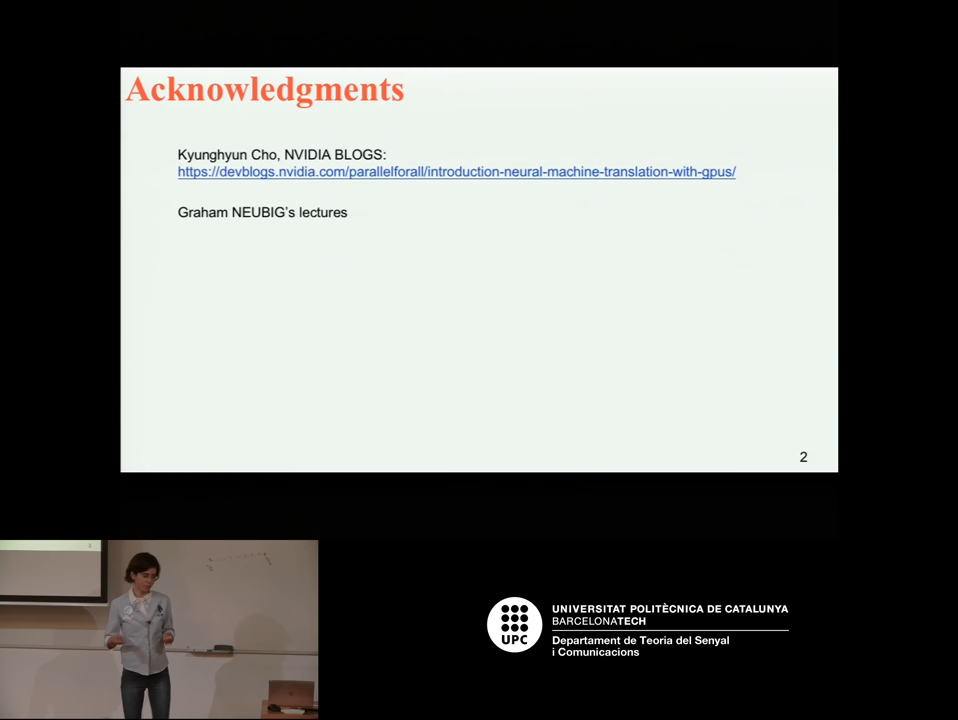 Acknowledgments
Kyunghyun Cho, NVIDIA BLOGS:
https://devblogs.nvidia.com/parallelforall/introduction-neural-machine-translation-with-gpus/
Graham NEUBIG's lectures
2
UPC
UNIVERSITAT POLITÈCNICA DE CATALUNYA
BARCELONATECH
Departament de Teoria del Senyal
i Comunicacions